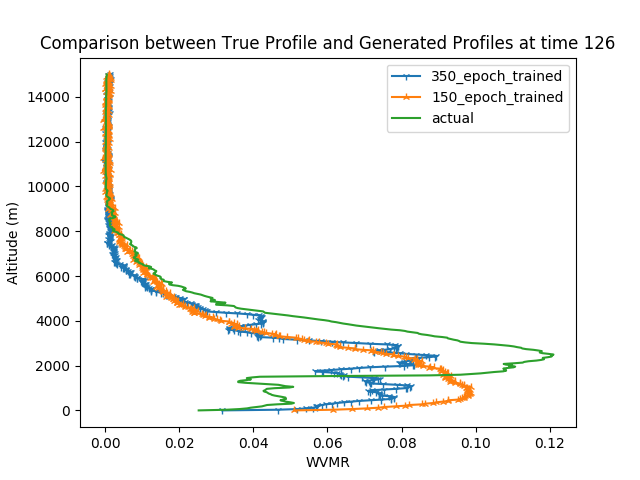 Comparison between True Profile and Generated Profiles at time 126
350_epoch_trained
150_epoch_trained
actual
14000
12000
10000
8000
6000
4000
2000
0
Altitude (m)
0.00 0.02 0.04 0.06 0.08 0.10 0.12
WVMR